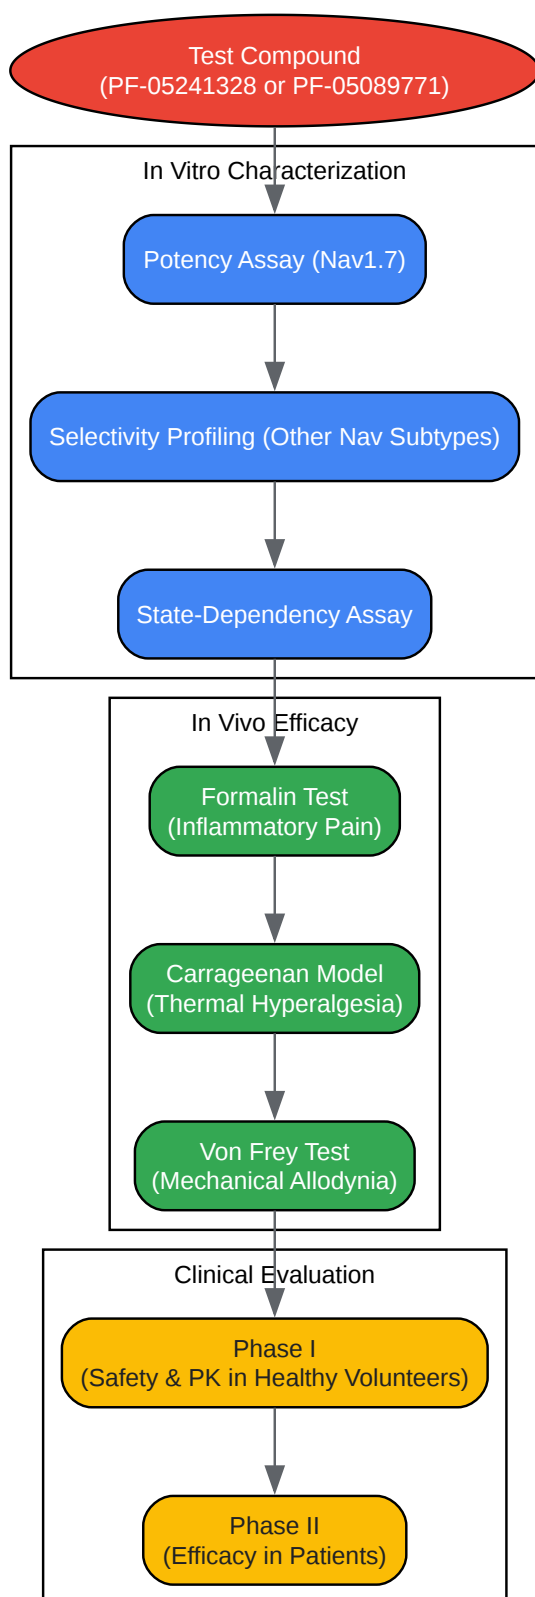 Test Compound
(PF-05241328 or PF-05089771)
In Vitro Characterization
Potency Assay (Nav1.7)
Selectivity Profiling (Other Nav Subtypes)
State-Dependency Assay
In Vivo Efficacy
Formalin Test
(Inflammatory Pain)
Carrageenan Model
(Thermal Hyperalgesia)
Von Frey Test
(Mechanical Allodynia)
Clinical Evaluation
Phase I
(Safety & PK in Healthy Volunteers)
Phase II
(Efficacy in Patients)